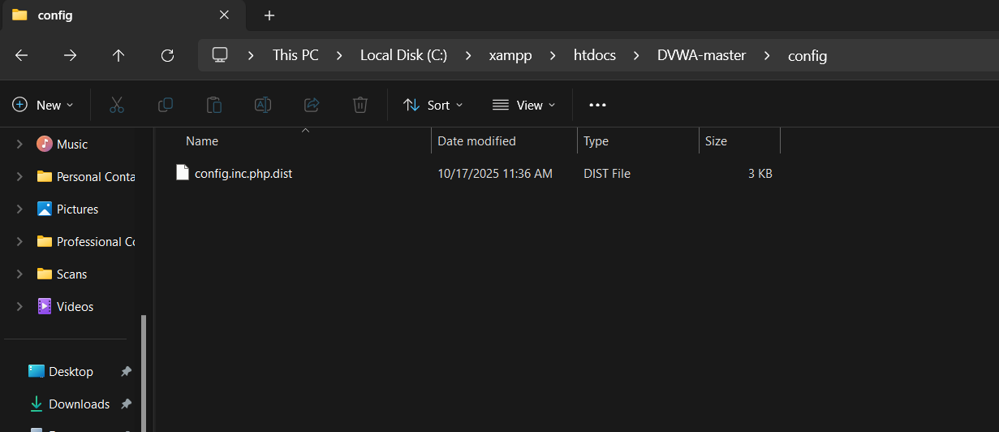 config
This PC > Local Disk (C:) > xampp > htdocs > DVWA-master > config
New Sort View
Name Date modified Type Size
config.inc.php.dist 10/17/2025 11:36 AM DIST File 3 KB
Music
Personal Conta
Pictures
Professional Co
Scans
Videos
Desktop
Downloads